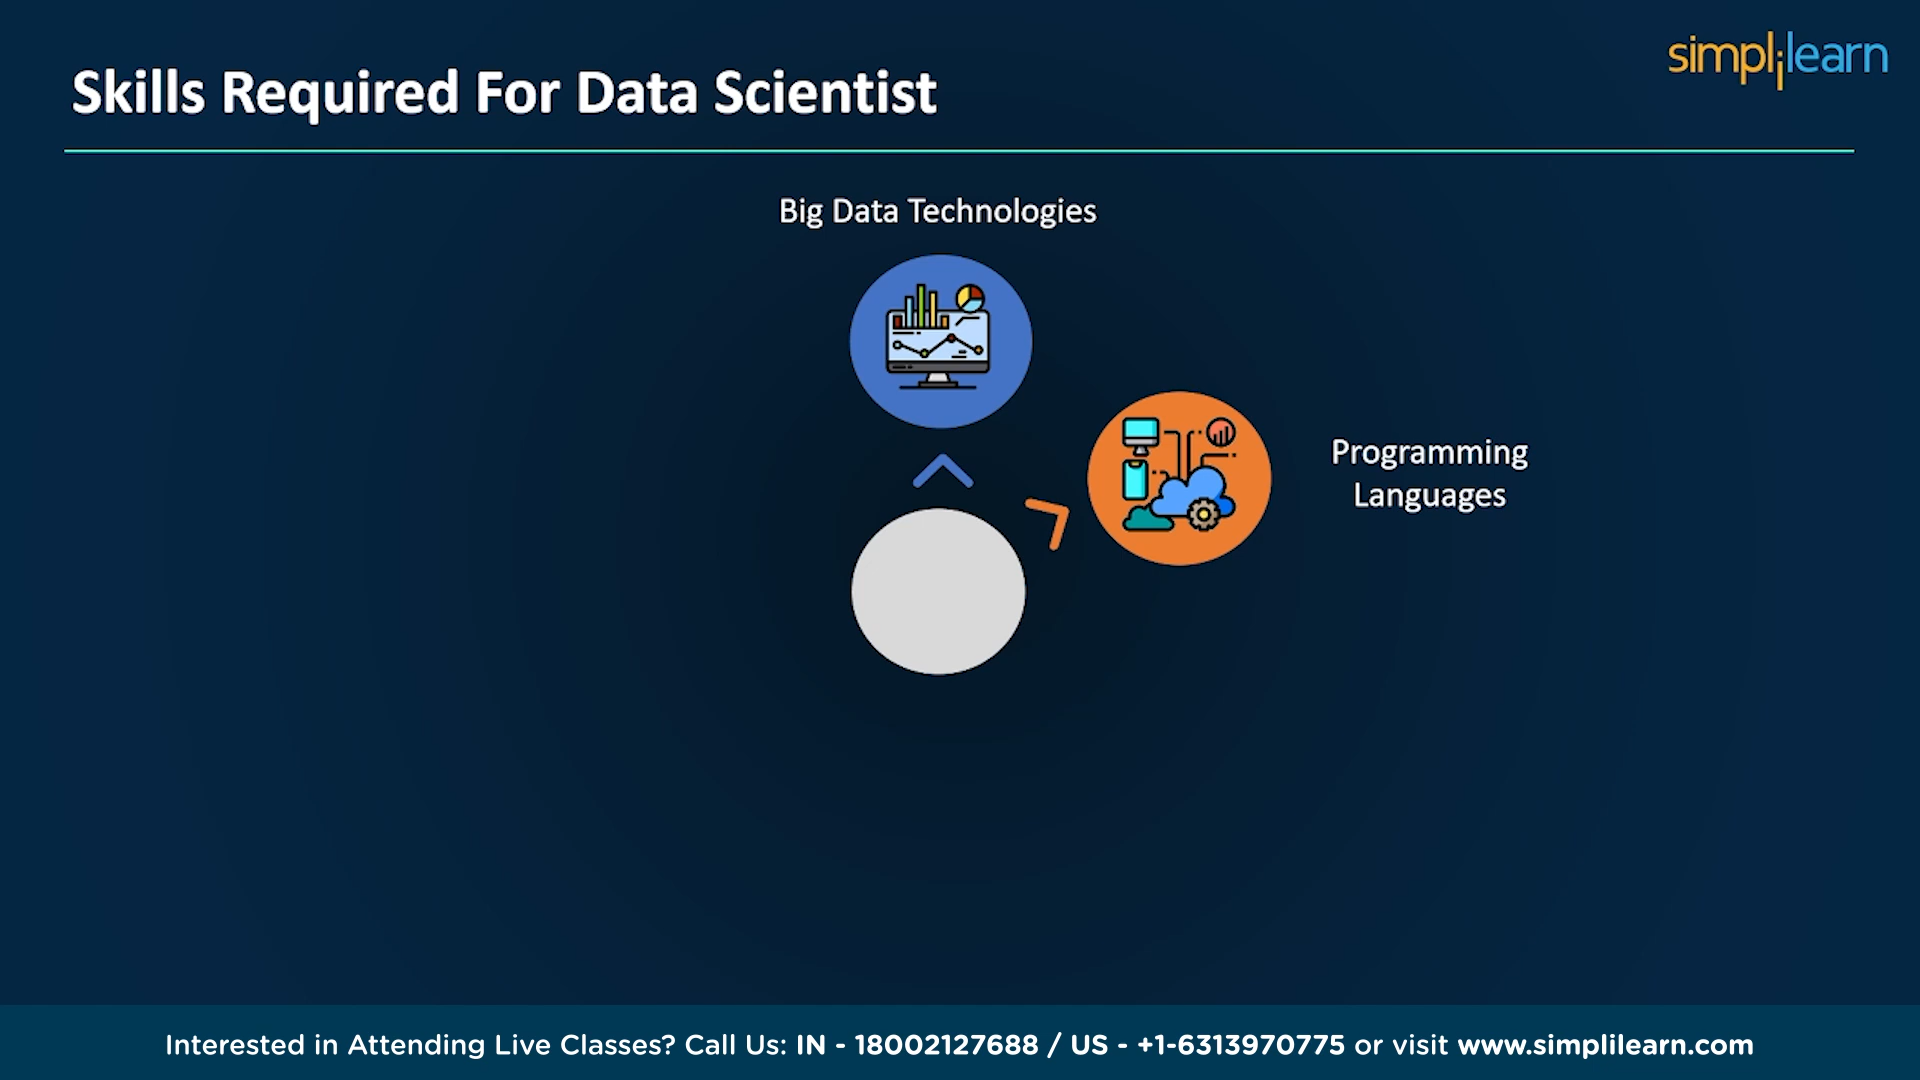 Skills Required For Data Scientist
simplilearn
Big Data Technologies
Programming
Languages
Interested in Attending Live Classes? Call Us: IN - 18002127688 / US - +1-6313970775 or visit www.simplilearn.com